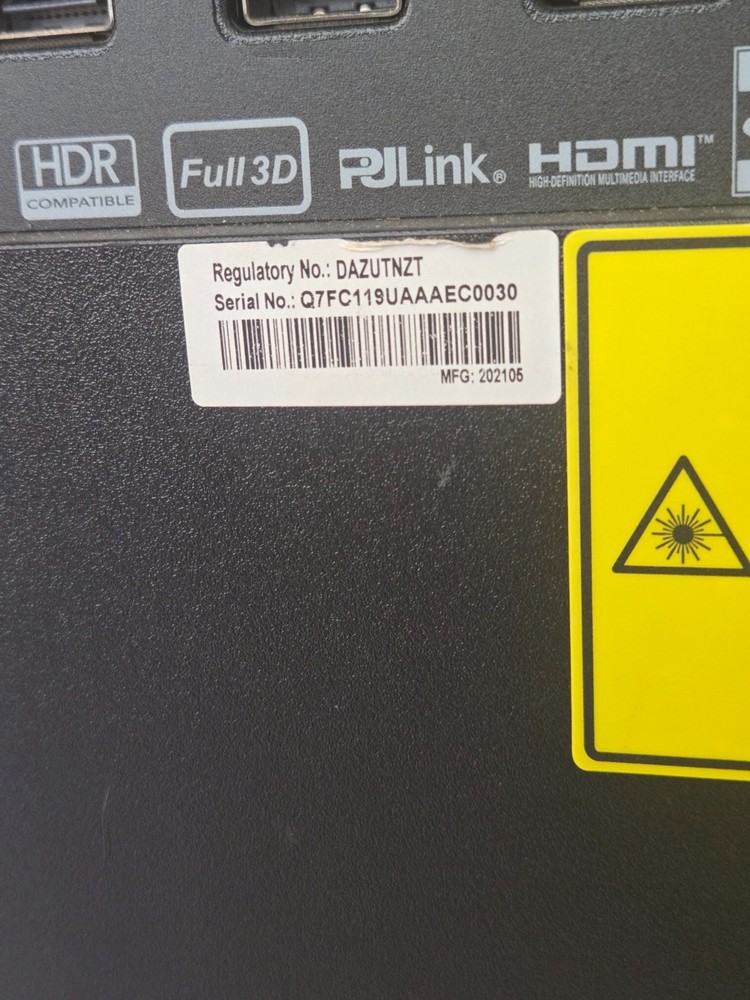 HDR
COMPATIBLE
Full 3D
PJLink®
HDMI™
HIGH-DEFINITION MULTIMEDIA INTERFACE
Regulatory No.: DAZUTNZT
Serial No.: Q7FC119UAAAEC0030
MFG: 202105